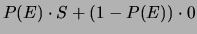 P(E) · S + (1 − P(E)) · 0